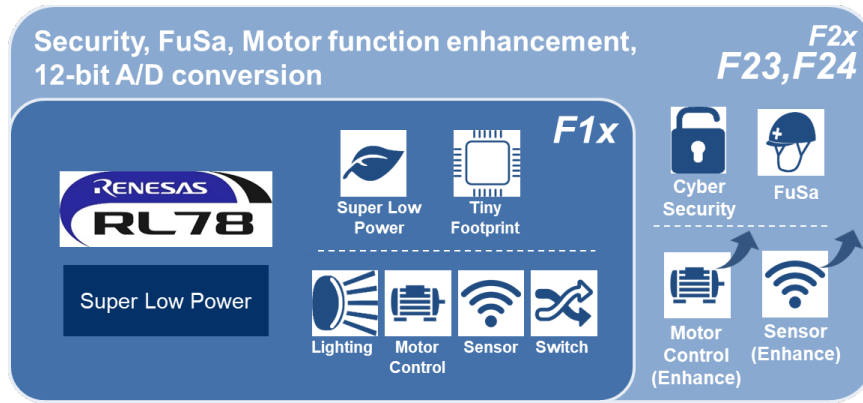 Security, FuSa, Motor function enhancement,
12-bit A/D conversion
F2x
F23,F24
F1x
RENESAS
RL78
Super Low Power
Super Low
Power
Tiny
Footprint
Lighting
Motor
Control
Sensor
Switch
Cyber
Security
FuSa
Motor
Control
(Enhance)
Sensor
(Enhance)